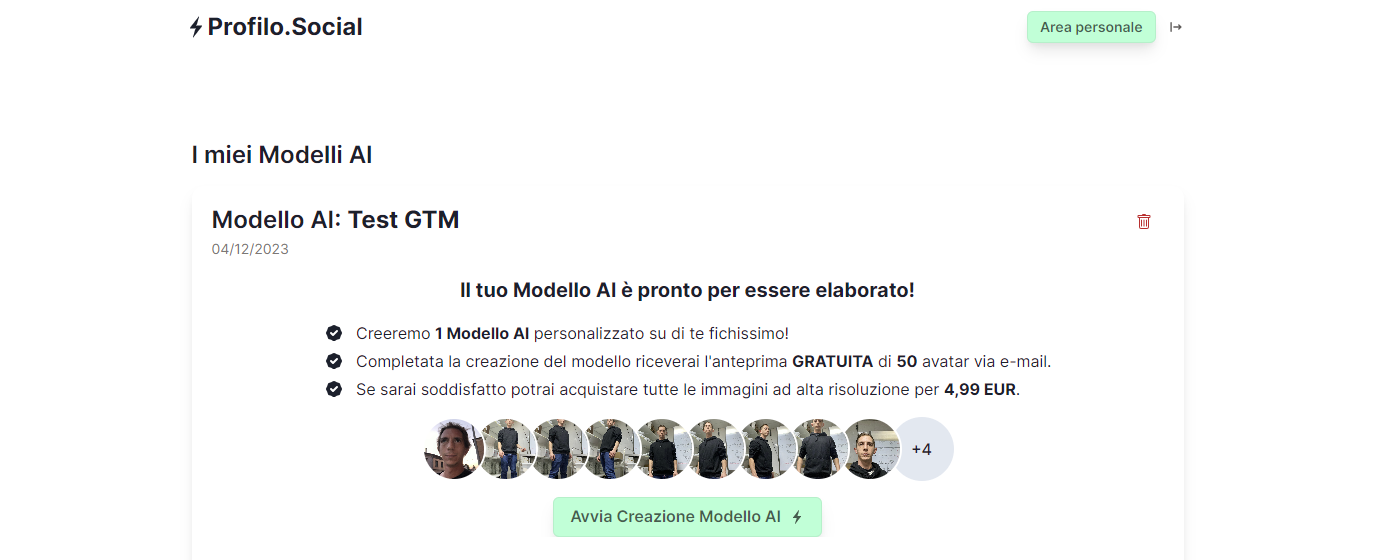 Profilo.Social
Area personale
I miei Modelli AI
Modello AI: Test GTM
04/12/2023
Il tuo Modello AI è pronto per essere elaborato!
Creeremo 1 Modello AI personalizzato su di te fichissimo!
Completata la creazione del modello riceverai l'anteprima GRATUITA di 50 avatar via e-mail.
Se sarai soddisfatto potrai acquistare tutte le immagini ad alta risoluzione per 4,99 EUR.
+4
Avvia Creazione Modello AI